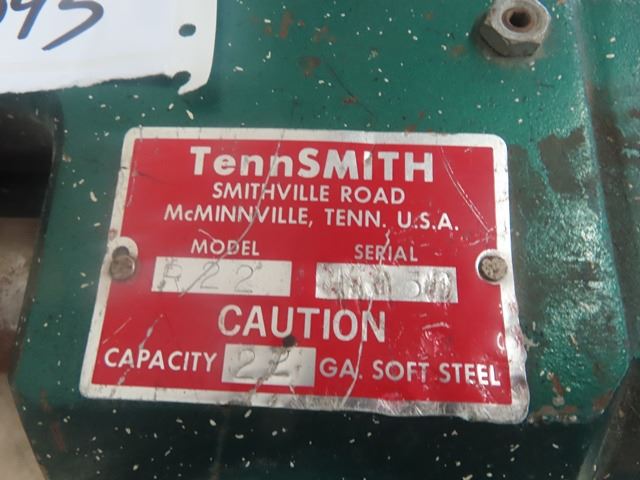 TennSMITH
SMITHVILLE ROAD
McMINNVILLE, TENN. U.S.A.
MODEL SERIAL
R22
CAUTION
CAPACITY 22 GA. SOFT STEEL